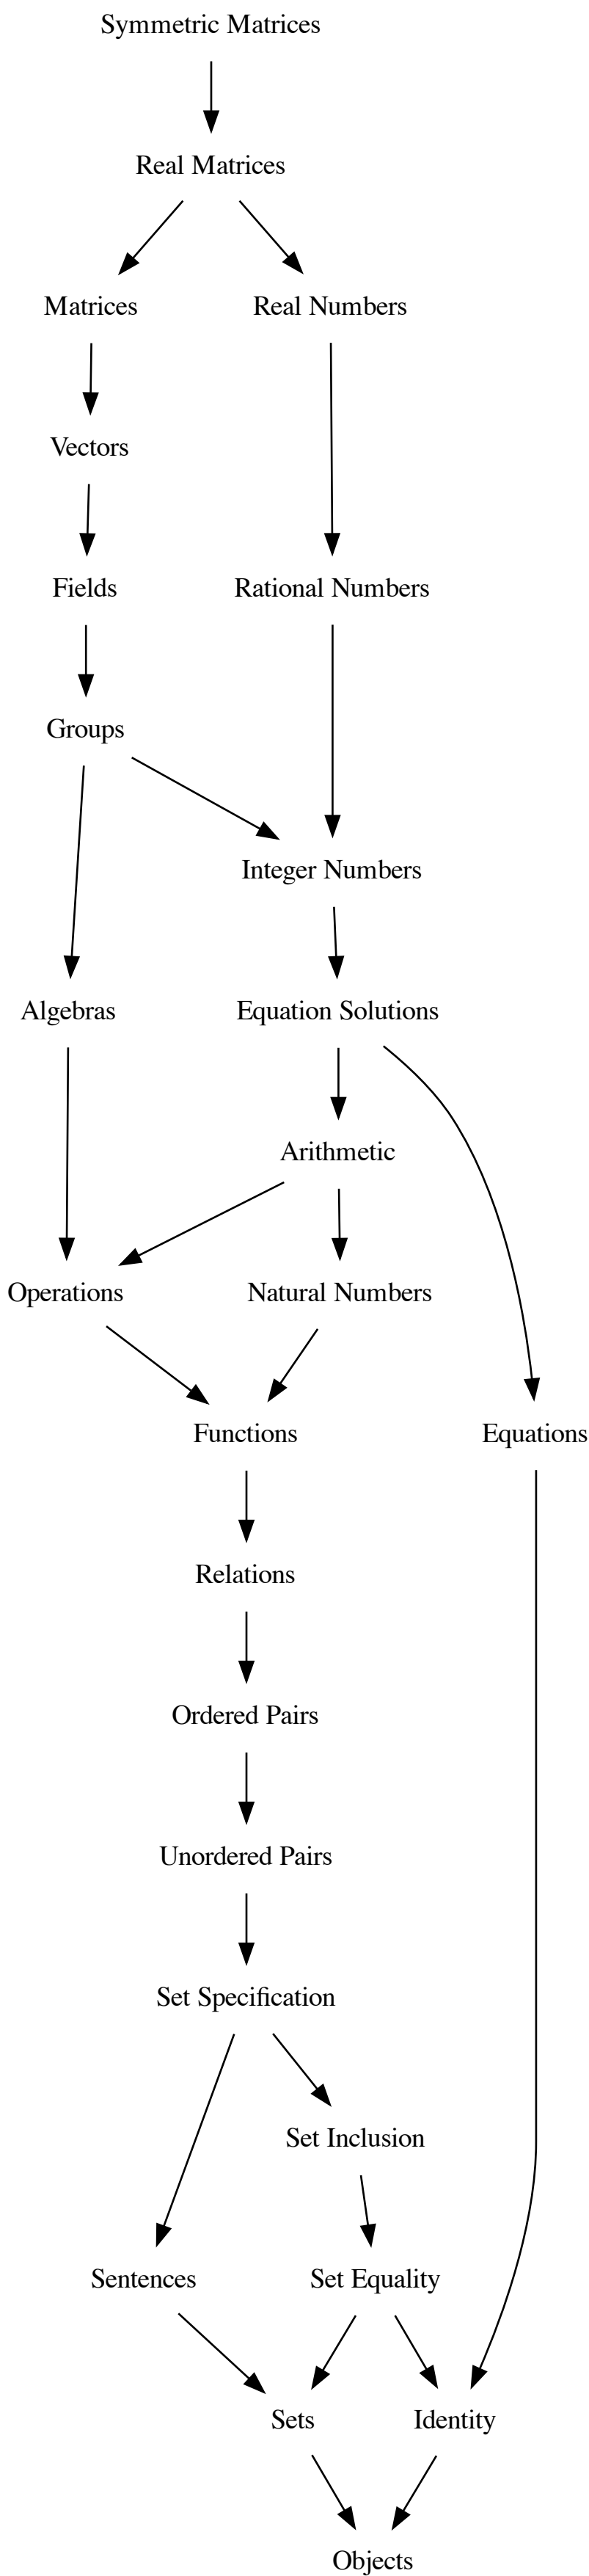 Symmetric Matrices
Real Matrices
Matrices
Real Numbers
Vectors
Fields
Rational Numbers
Groups
Integer Numbers
Algebras
Equation Solutions
Arithmetic
Operations
Natural Numbers
Functions
Equations
Relations
Ordered Pairs
Unordered Pairs
Set Specification
Set Inclusion
Sentences
Set Equality
Sets
Identity
Objects